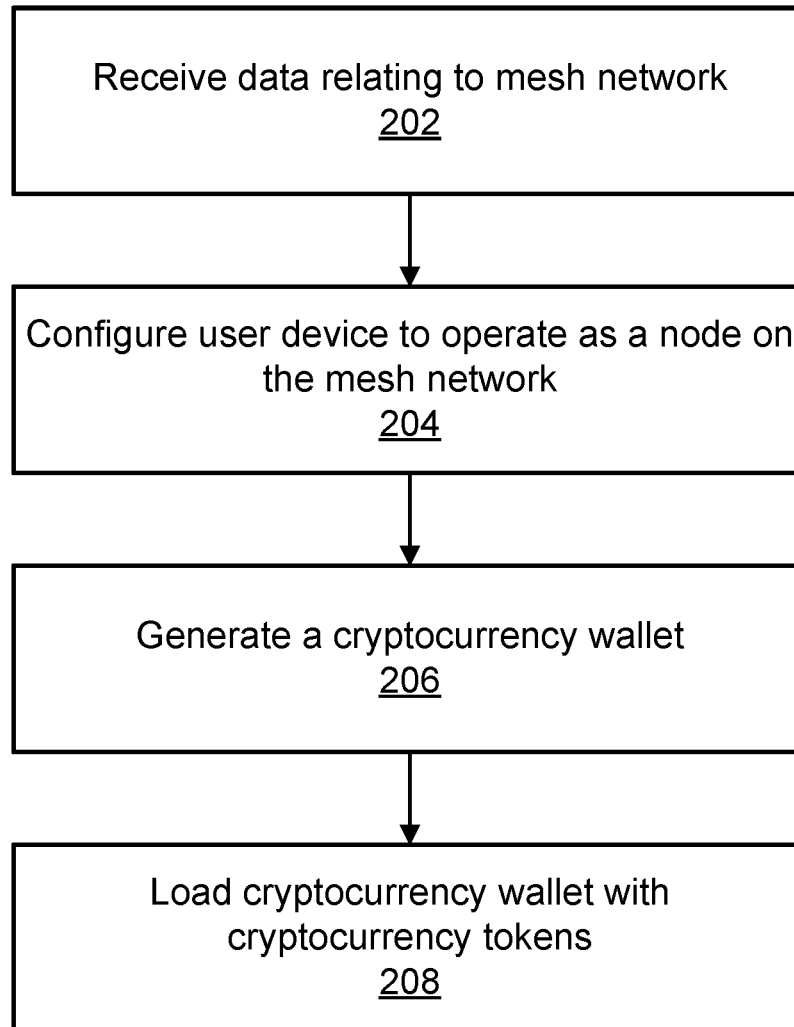 Receive data relating to mesh network
202
Configure user device to operate as a node on
the mesh network
204
Generate a cryptocurrency wallet
206
Load cryptocurrency wallet with
cryptocurrency tokens
208